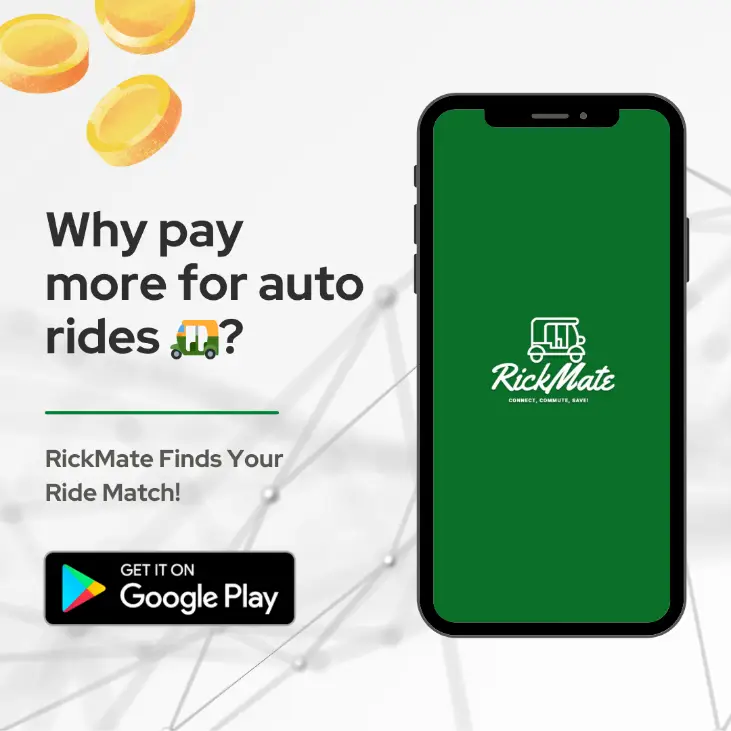 Why pay
more for auto
rides 🛺?
RickMate Finds Your
Ride Match!
GET IT ON
Google Play
RickMate
CONNECT, COMMUTE, SAVE!